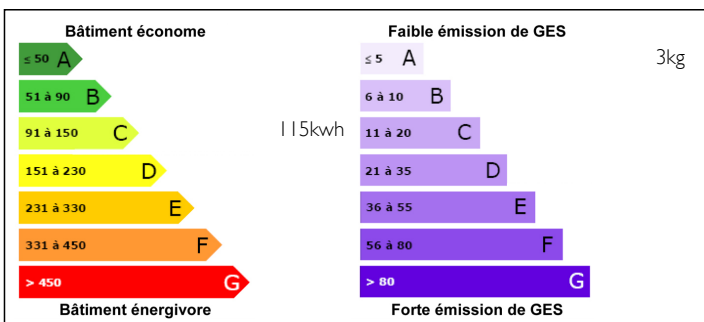 Bâtiment économe
≤ 50 A
51 à 90 B
91 à 150 C
151 à 230 D
231 à 330 E
331 à 450 F
> 450 G
Bâtiment énergivore
115kwh
Faible émission de GES
≤ 5 A
6 à 10 B
11 à 20 C
21 à 35 D
36 à 55 E
56 à 80 F
> 80 G
Forte émission de GES
3kg